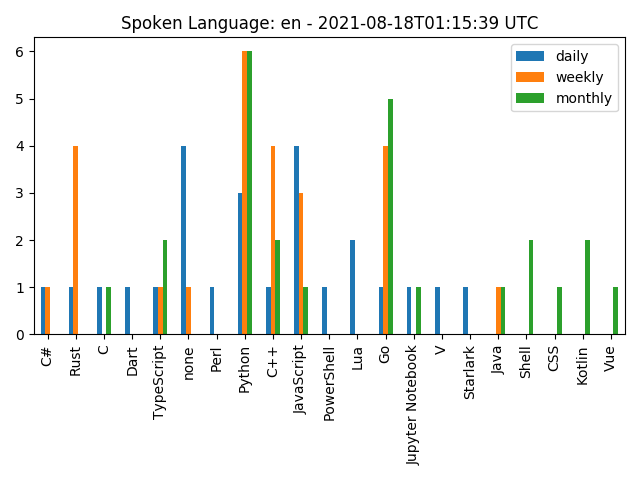 Spoken Language: en - 2021-08-18T01:15:39 UTC
daily
weekly
monthly
6
5
4
3
2
1
0
C#
Rust
C
Dart
TypeScript
none
Perl
Python
C++
JavaScript
PowerShell
Lua
Go
Jupyter Notebook
V
Starlark
Java
Shell
CSS
Kotlin
Vue